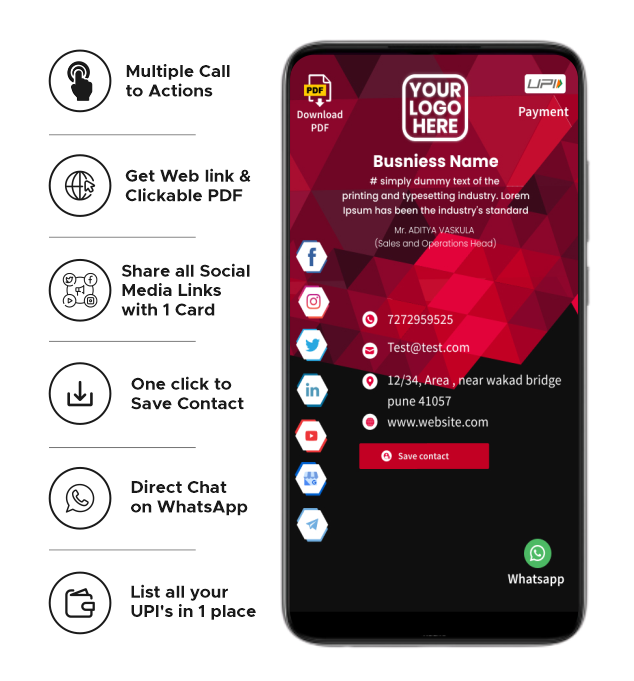 Multiple Call
to Actions
Get Web link &
Clickable PDF
Share all Social
Media Links
with 1 Card
One click to
Save Contact
Direct Chat
on WhatsApp
List all your
UPI's in 1 place
PDF
Download
PDF
YOUR
LOGO
HERE
UPI
Payment
Busniess Name
# simply dummy text of the
printing and typesetting industry. Lorem
Ipsum has been the industry's standard
Mr. ADITYA VASKULA
(Sales and Operations Head)
7272959525
Test@test.com
12/34, Area , near wakad bridge
pune 41057
www.website.com
Save contact
Whatsapp